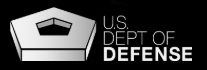 U.S.
DEPT OF
DEFENSE